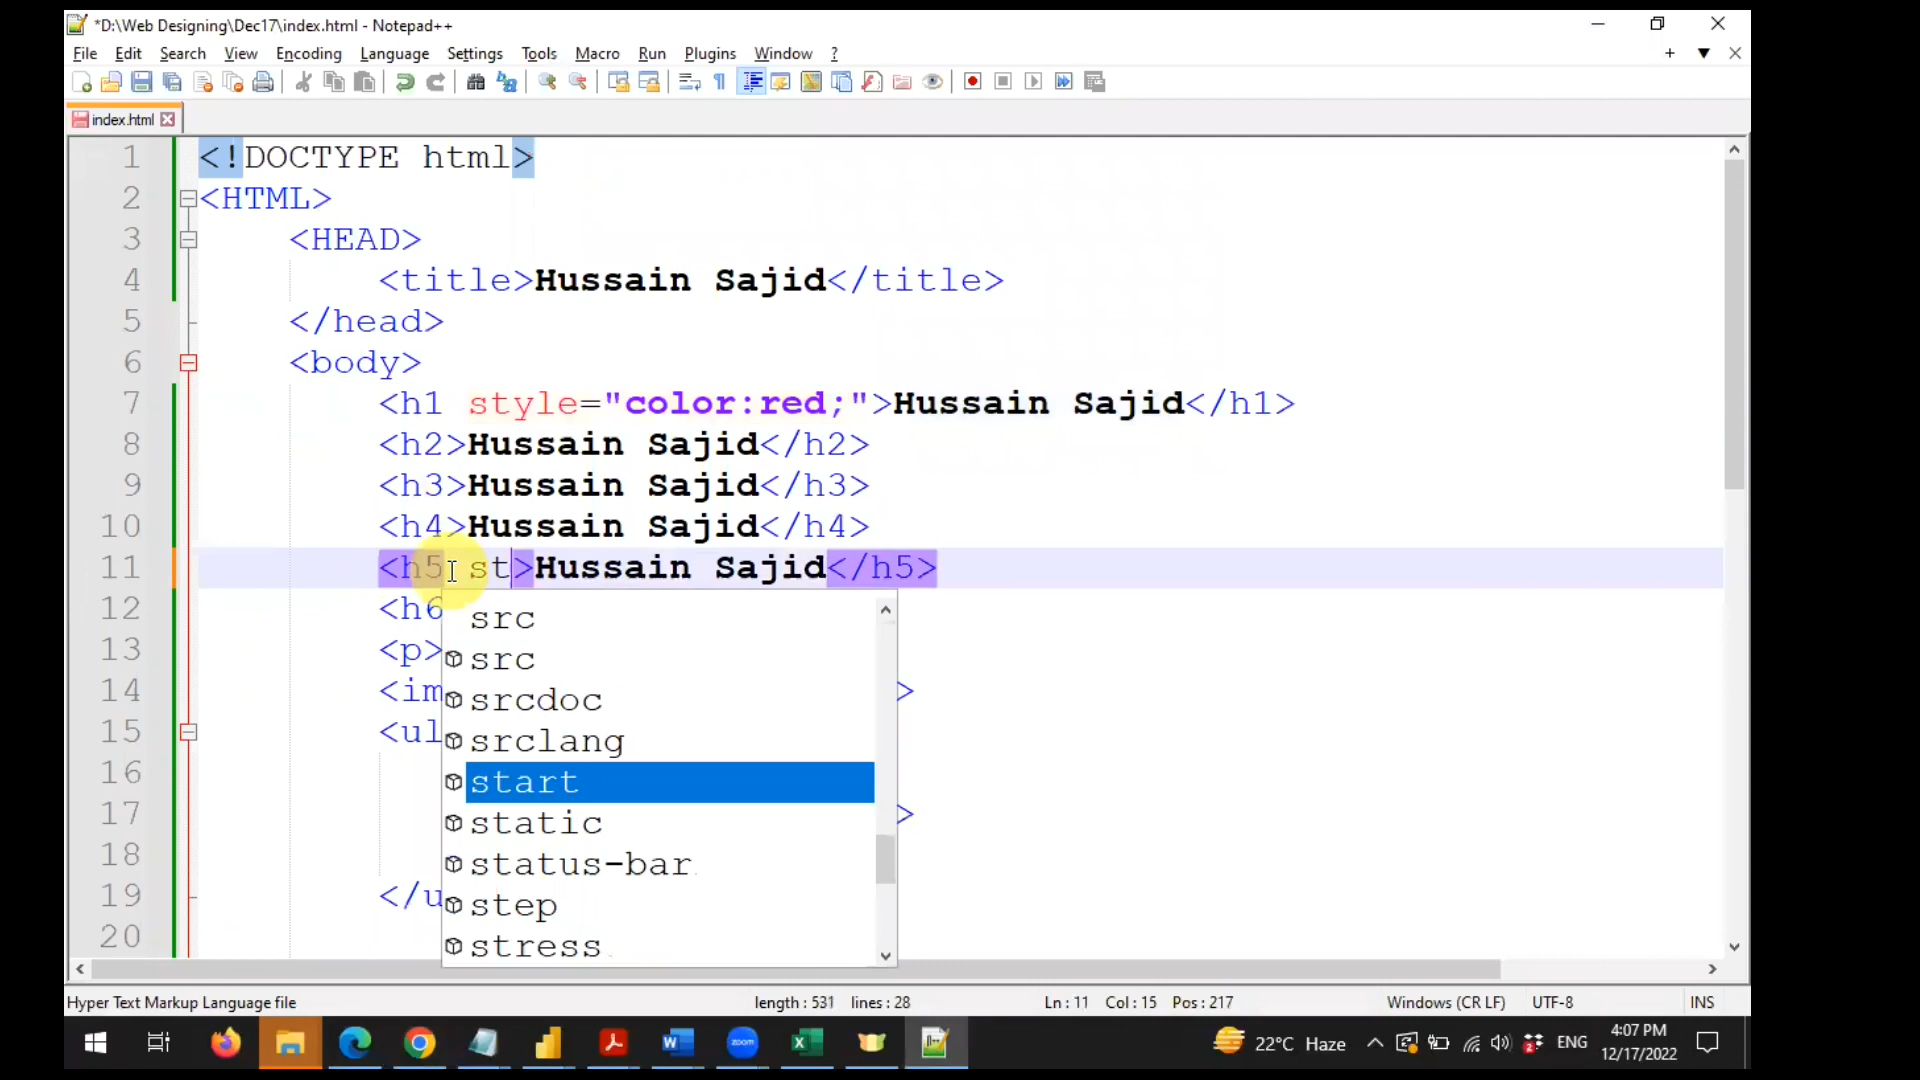 *D:\Web Designing\Dec17\index.html - Notepad++
File Edit Search View Encoding Language Settings Tools Macro Run Plugins Window ?
index.html
1 <!DOCTYPE html>
2 <HTML>
3 <HEAD>
4 <title>Hussain Sajid</title>
5 </head>
6 <body>
7 <h1 style="color:red;">Hussain Sajid</h1>
8 <h2>Hussain Sajid</h2>
9 <h3>Hussain Sajid</h3>
10 <h4>Hussain Sajid</h4>
11 <h5 st>Hussain Sajid</h5>
12 <h6
src
13 <p>
src
14 <im >
srcdoc
15 <ul
srclang
16
start
17 >
static
18
status-bar
19 </u
step
20
stress
Hyper Text Markup Language file length : 531 lines : 28 Ln : 11 Col : 15 Pos : 217 Windows (CR LF) UTF-8 INS
zoom 22°C Haze ENG 4:07 PM
12/17/2022